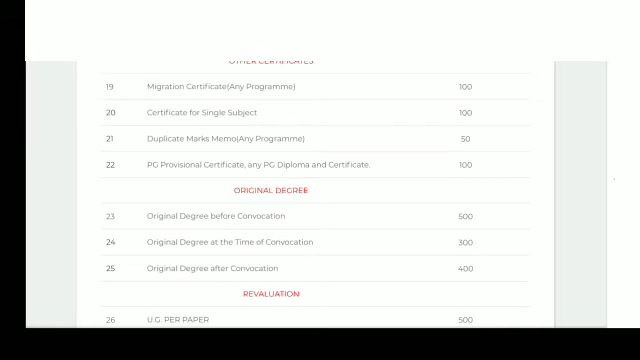 OTHER CERTIFICATES
19 Migration Certificate(Any Programme) 100
20 Certificate for Single Subject 100
21 Duplicate Marks Memo(Any Programme) 50
22 PG Provisional Certificate, any PG Diploma and Certificate. 100
ORIGINAL DEGREE
23 Original Degree before Convocation 500
24 Original Degree at the Time of Convocation 300
25 Original Degree after Convocation 400
REVALUATION
26 U.G. PER PAPER 500